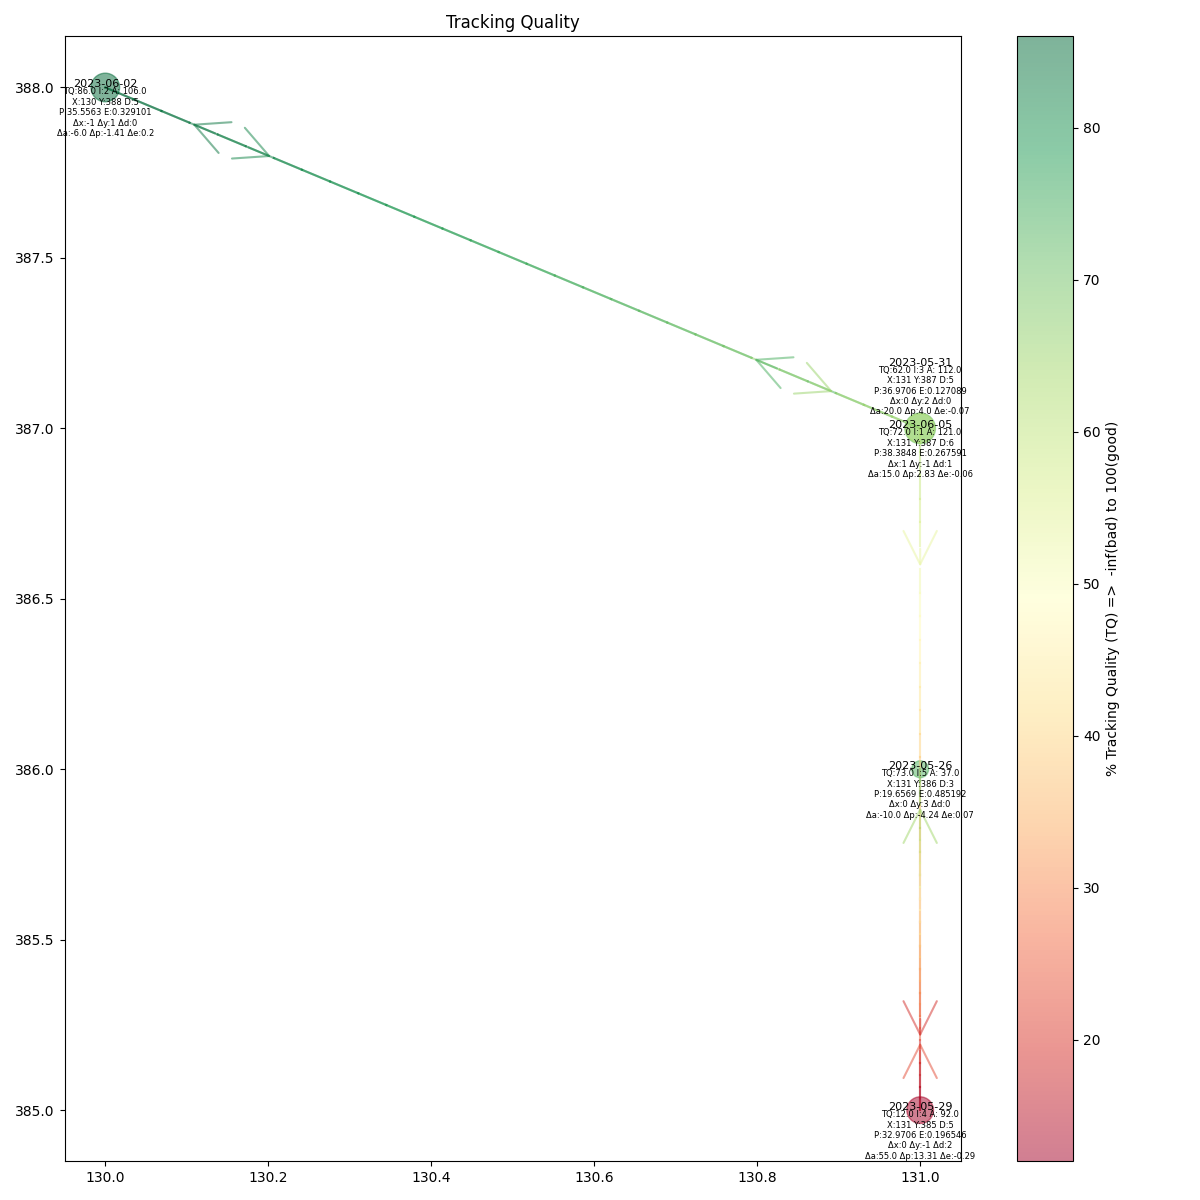 Tracking Quality
388.0
387.5
387.0
386.5
386.0
385.5
385.0
130.0
130.2
130.4
130.6
130.8
131.0
2023-06-02
TQ:86.0 I:2 A: 106.0
X:130 Y:388 D:5
P:35.5563 E:0.329101
Δx:-1 Δy:1 Δd:0
Δa:-6.0 Δp:-1.41 Δe:0.2
2023-05-31
TQ:62.0 I:3 A: 112.0
X:131 Y:387 D:5
P:36.9706 E:0.127089
Δx:0 Δy:2 Δd:0
Δa:20.0 Δp:4.0 Δe:-0.07
2023-06-05
TQ:72.0 I:1 A: 121.0
X:131 Y:387 D:6
P:38.3848 E:0.267591
Δx:1 Δy:-1 Δd:1
Δa:15.0 Δp:2.83 Δe:-0.06
2023-05-26
TQ:73.0 I:5 A: 37.0
X:131 Y:386 D:3
P:19.6569 E:0.485192
Δx:0 Δy:3 Δd:0
Δa:-10.0 Δp:-4.24 Δe:0.07
2023-05-29
TQ:12.0 I:4 A: 92.0
X:131 Y:385 D:5
P:32.9706 E:0.196546
Δx:0 Δy:-1 Δd:2
Δa:55.0 Δp:13.31 Δe:-0.29
80
70
60
50
40
30
20
% Tracking Quality (TQ) => -inf(bad) to 100(good)